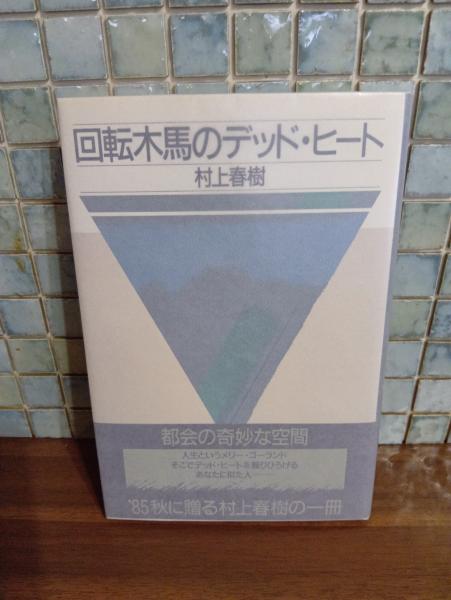 回転木馬のデッド・ヒート
村上春樹
都会の奇妙な空間
人生というメリー・ゴーランド
そこでデッド・ヒートを繰りひろげる
あなたに似た人——
'85秋に贈る村上春樹の一冊